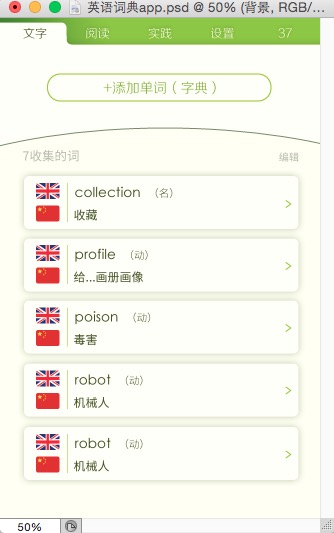 英语词典app.psd @ 50% (背景, RGB/...
文字 阅读 实践 设置 37
+添加单词（字典）
7收集的词 编辑
collection （名）
收藏
profile （动）
给...画册画像
poison （动）
毒害
robot （动）
机械人
robot （动）
机械人
50%